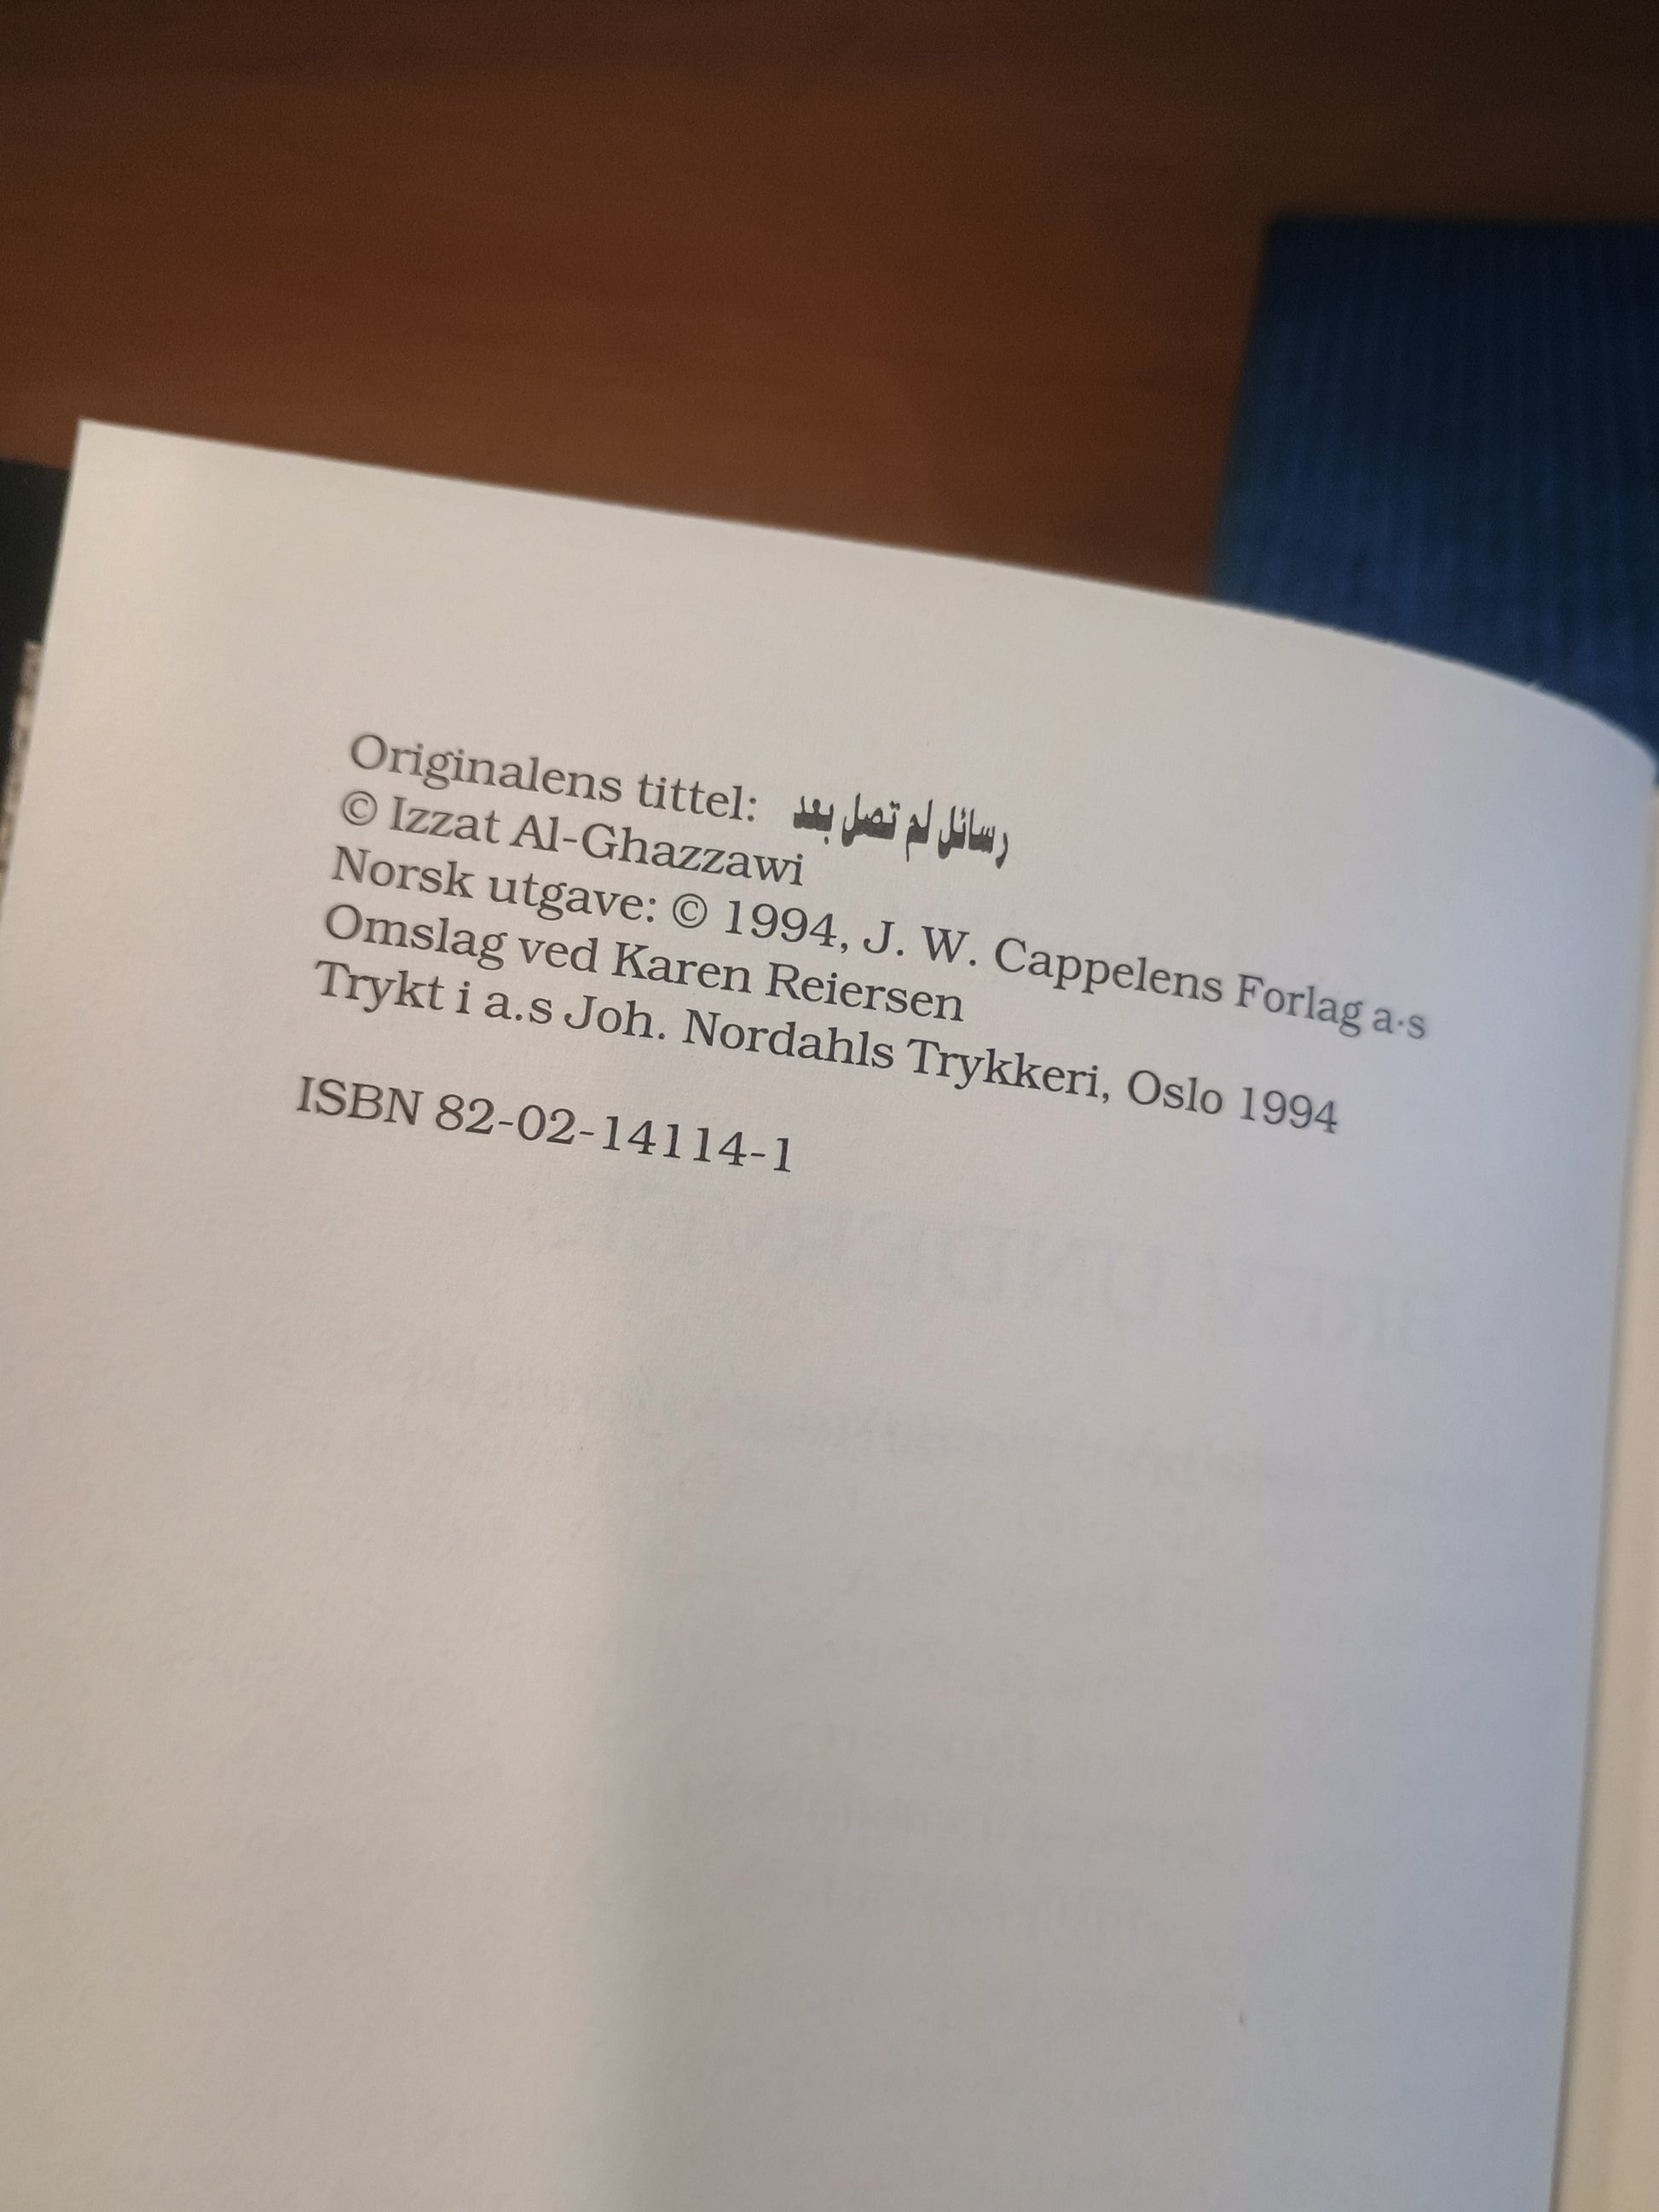 Originalens tittel: رسائل لم تصل بعد
© Izzat Al-Ghazzawi
Norsk utgave: © 1994, J. W. Cappelens Forlag a·s
Omslag ved Karen Reiersen
Trykt i a.s Joh. Nordahls Trykkeri, Oslo 1994
ISBN 82-02-14114-1